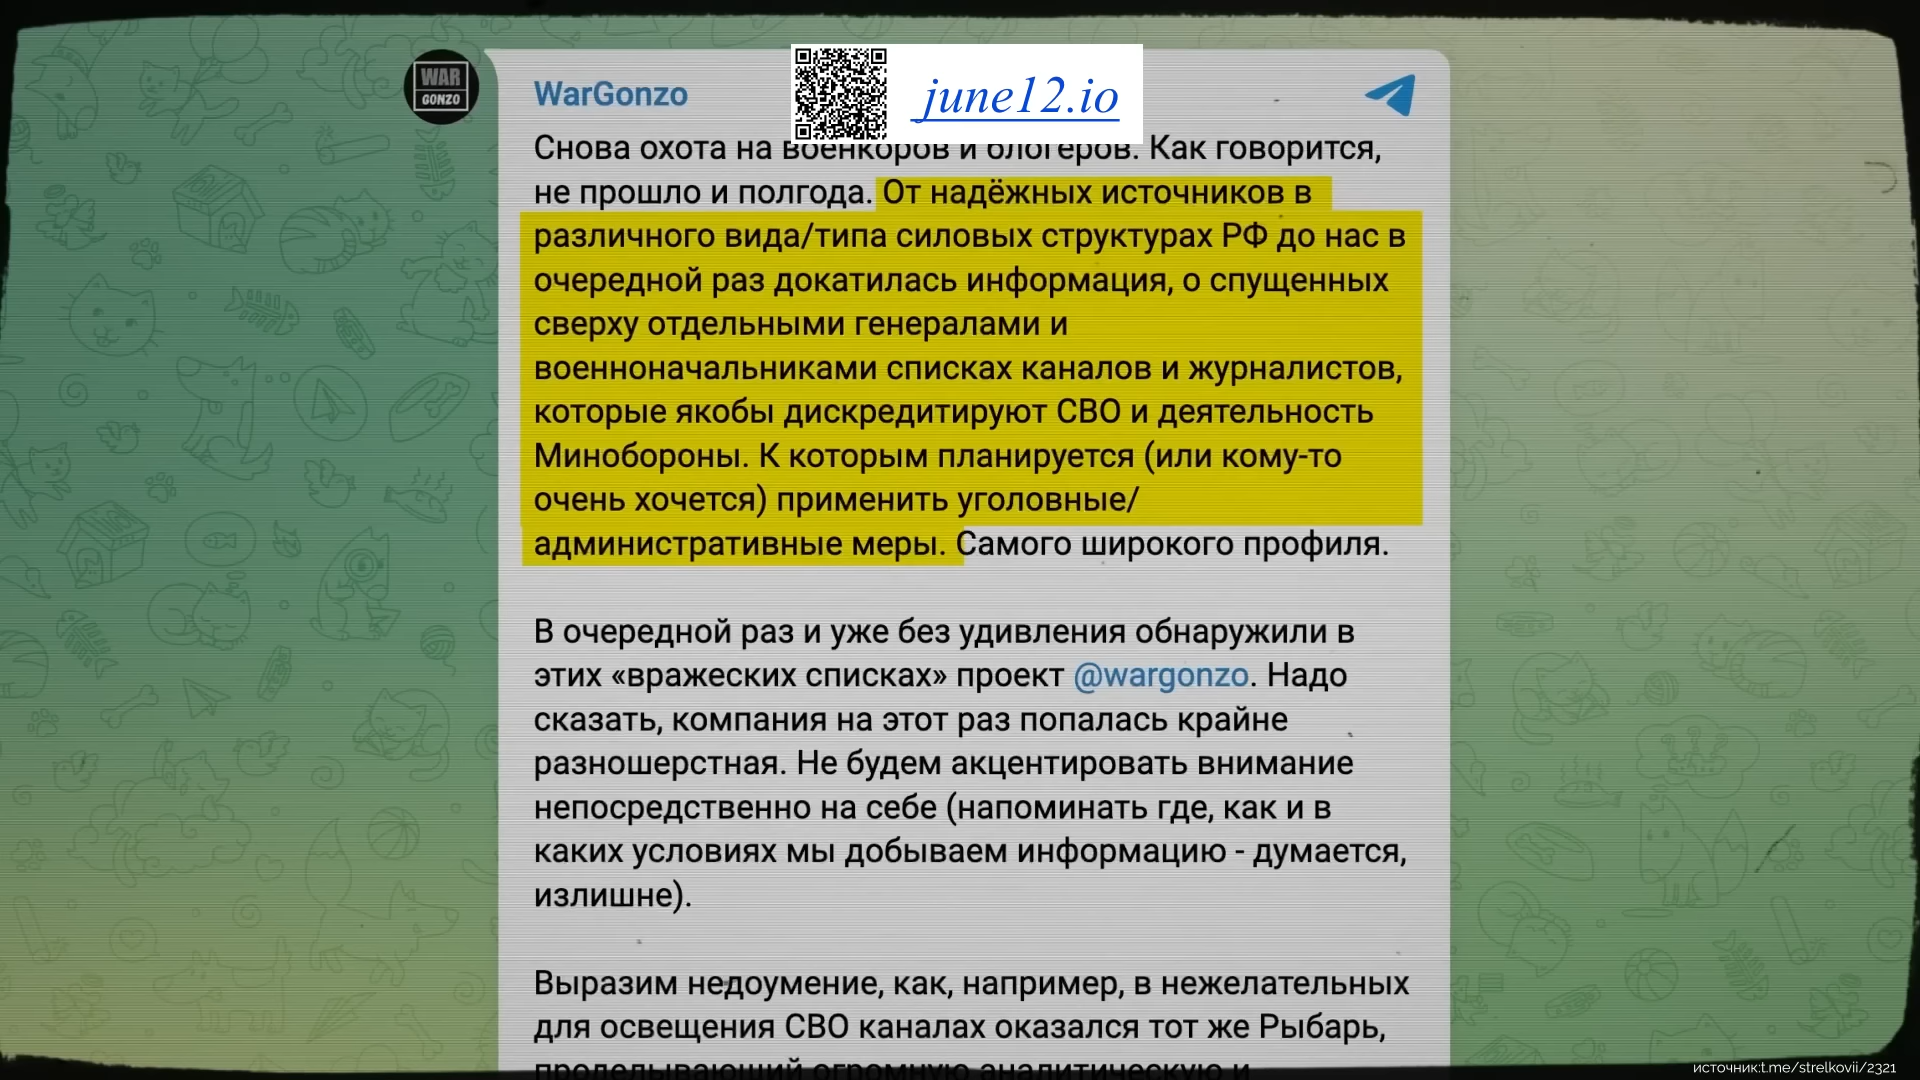 WAR
GONZO
WarGonzo
june12.io
Снова охота на военкоров и блогеров. Как говорится,
не прошло и полгода. От надёжных источников в
различного вида/типа силовых структурах РФ до нас в
очередной раз докатилась информация, о спущенных
сверху отдельными генералами и
военноначальниками списках каналов и журналистов,
которые якобы дискредитируют СВО и деятельность
Минобороны. К которым планируется (или кому-то
очень хочется) применить уголовные/
административные меры. Самого широкого профиля.
В очередной раз и уже без удивления обнаружили в
этих «вражеских списках» проект @wargonzo. Надо
сказать, компания на этот раз попалась крайне
разношерстная. Не будем акцентировать внимание
непосредственно на себе (напоминать где, как и в
каких условиях мы добываем информацию - думается,
излишне).
Выразим недоумение, как, например, в нежелательных
для освещения СВО каналах оказался тот же Рыбарь,
проделывающий огромную аналитическую и
источник:t.me/strelkovii/2321